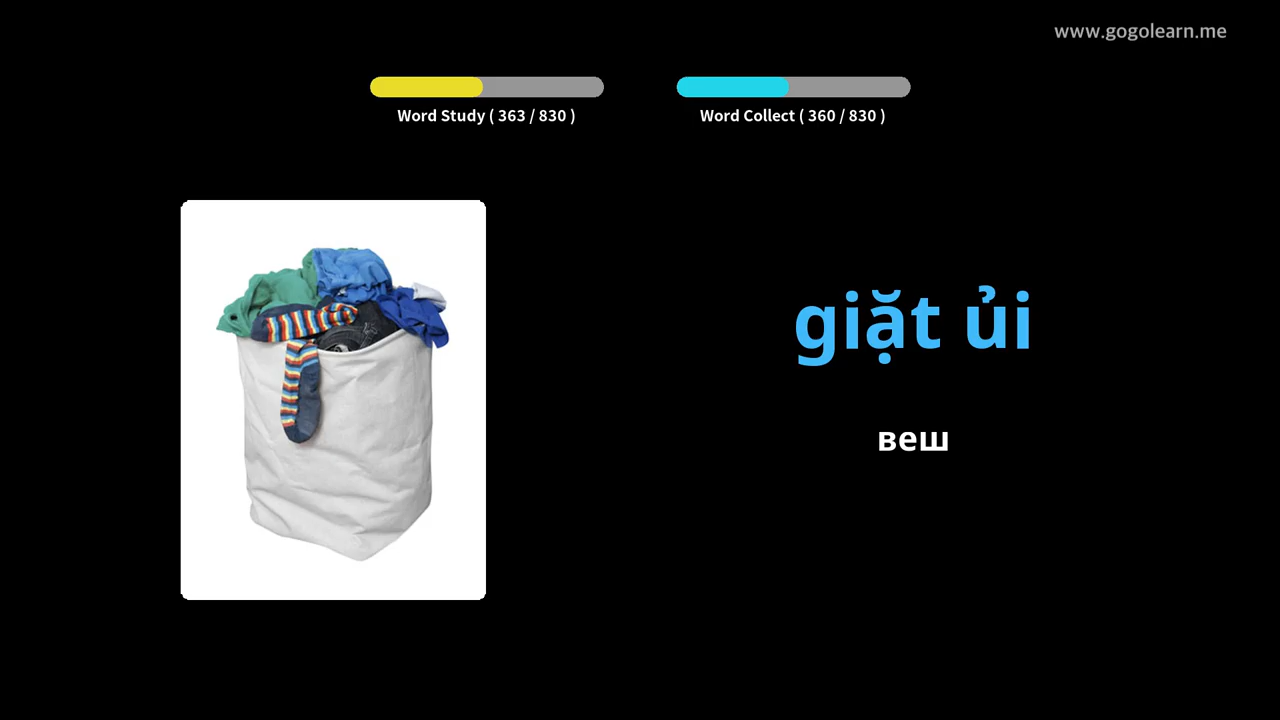 www.gogolearn.me
Word Study ( 363 / 830 )
Word Collect ( 360 / 830 )
giặt ủi
веш